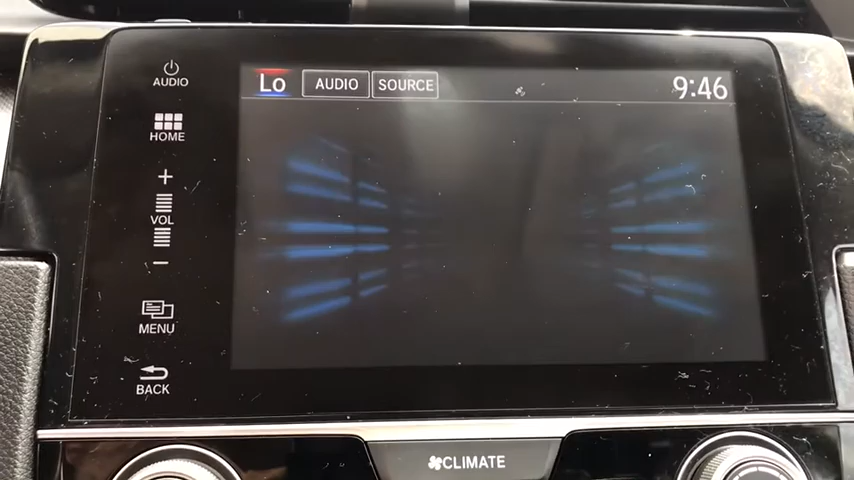 AUDIO
HOME
+
VOL
−
MENU
BACK
Lo AUDIO SOURCE 9:46
CLIMATE